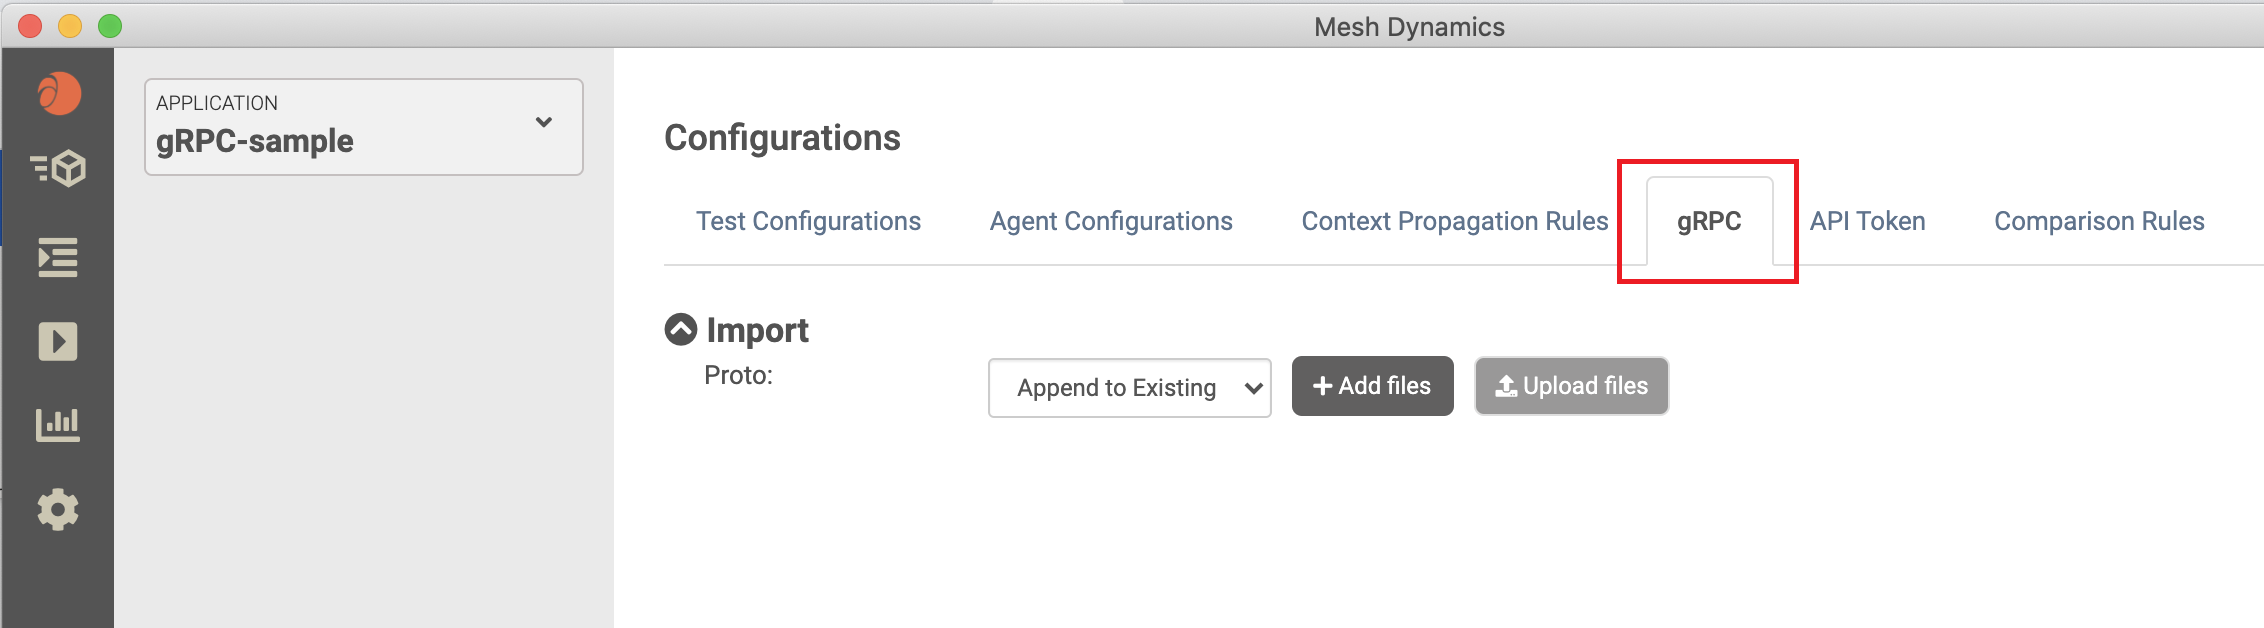 Mesh Dynamics
APPLICATION
gRPC-sample
Configurations
Test Configurations Agent Configurations Context Propagation Rules gRPC API Token Comparison Rules
Import
Proto: Append to Existing Add files Upload files